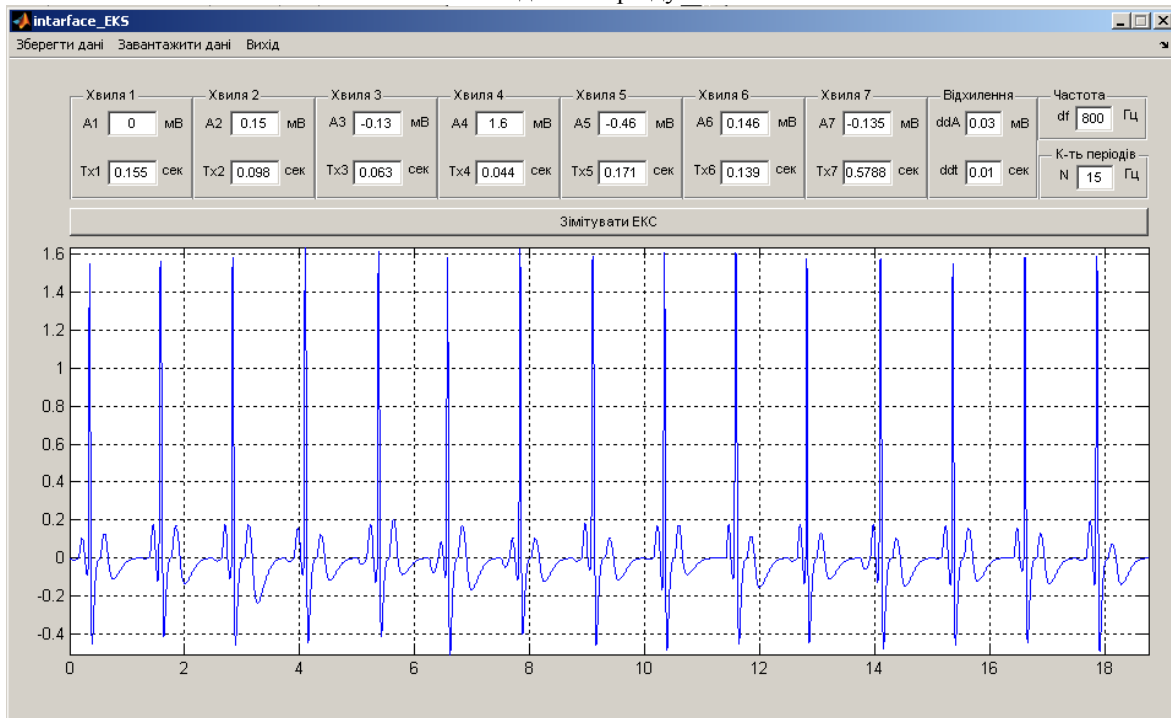 intarface_EKS
Зберегти дані Завантажити дані Вихід
Хвиля 1 Хвиля 2 Хвиля 3 Хвиля 4 Хвиля 5 Хвиля 6 Хвиля 7 Відхилення Частота
A1 0 мВ A2 0.15 мВ A3 -0.13 мВ A4 1.6 мВ A5 -0.46 мВ A6 0.146 мВ A7 -0.135 мВ ddA 0.03 мВ df 800 Гц
К-ть періодів
Tx1 0.155 сек Tx2 0.098 сек Tx3 0.063 сек Tx4 0.044 сек Tx5 0.171 сек Tx6 0.139 сек Tx7 0.5788 сек ddt 0.01 сек N 15 Гц
Зімітувати ЕКС
1.6
1.4
1.2
1
0.8
0.6
0.4
0.2
0
-0.2
-0.4
0 2 4 6 8 10 12 14 16 18